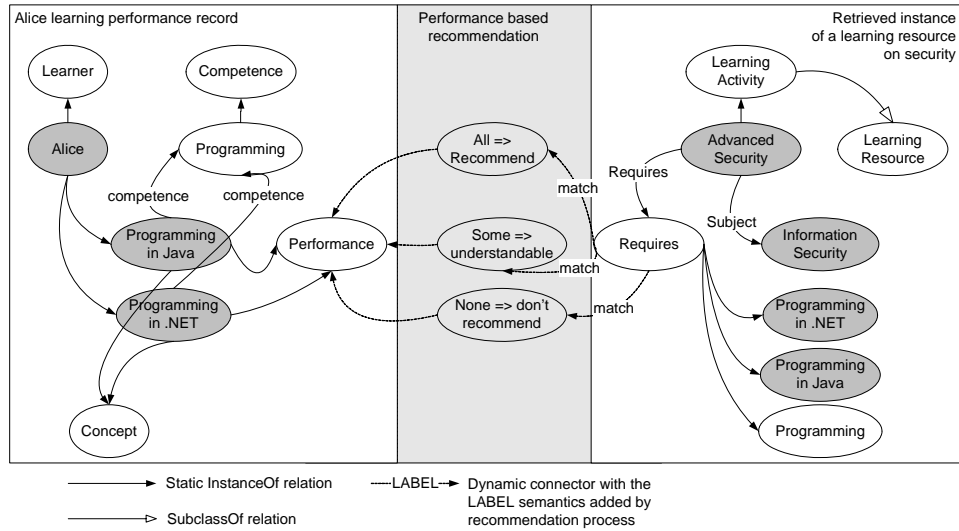 Alice learning performance record
Performance based
recommendation
Retrieved instance
of a learning resource
on security
Learner
Competence
Learning
Activity
Alice
Programming
All =>
Recommend
Advanced
Security
Learning
Resource
competence
competence
match
Requires
Subject
Programming
in Java
Performance
Some =>
understandable
match
Requires
Information
Security
Programming
in .NET
None => don't
recommend
match
Programming
in .NET
Programming
in Java
Concept
Programming
Static InstanceOf relation
LABEL
Dynamic connector with the
LABEL semantics added by
recommendation process
SubclassOf relation